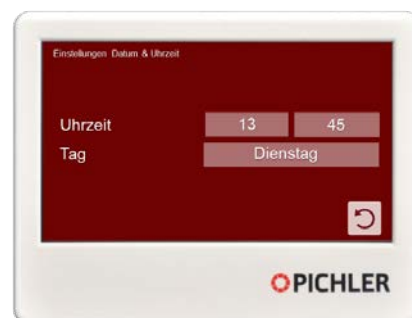 Einstellungen Datum & Uhrzeit
Uhrzeit 13 45
Tag Dienstag
PICHLER